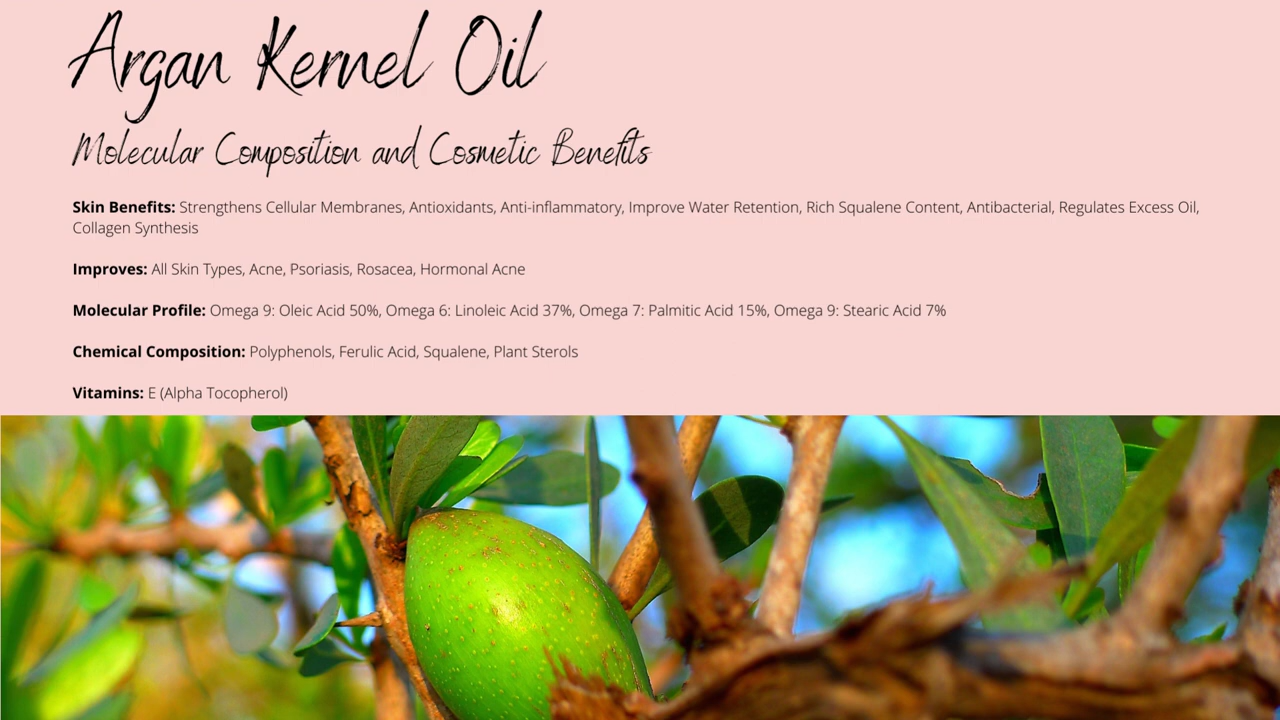 Argan Kernel Oil
Molecular Composition and Cosmetic Benefits
Skin Benefits: Strengthens Cellular Membranes, Antioxidants, Anti-inflammatory, Improve Water Retention, Rich Squalene Content, Antibacterial, Regulates Excess Oil,
Collagen Synthesis
Improves: All Skin Types, Acne, Psoriasis, Rosacea, Hormonal Acne
Molecular Profile: Omega 9: Oleic Acid 50%, Omega 6: Linoleic Acid 37%, Omega 7: Palmitic Acid 15%, Omega 9: Stearic Acid 7%
Chemical Composition: Polyphenols, Ferulic Acid, Squalene, Plant Sterols
Vitamins: E (Alpha Tocopherol)